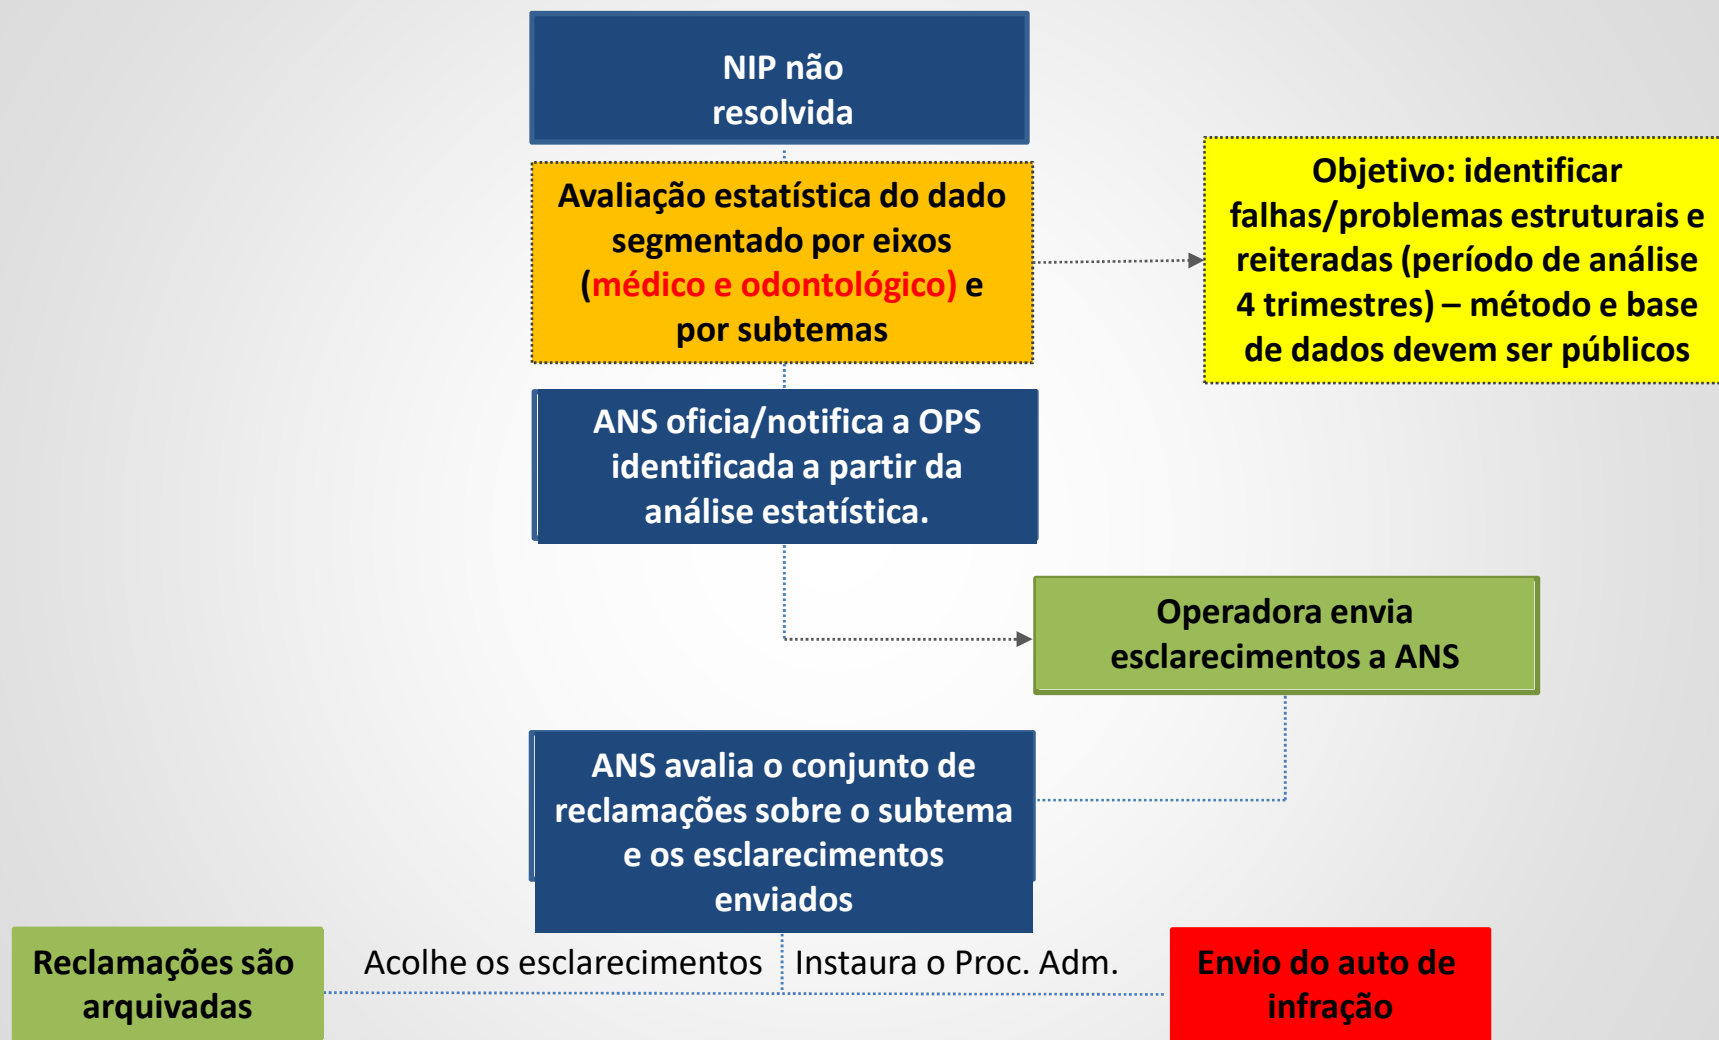 NIP não
resolvida
Avaliação estatística do dado
segmentado por eixos
(médico e odontológico) e
por subtemas
Objetivo: identificar
falhas/problemas estruturais e
reiteradas (período de análise
4 trimestres) – método e base
de dados devem ser públicos
ANS oficia/notifica a OPS
identificada a partir da
análise estatística.
Operadora envia
esclarecimentos a ANS
ANS avalia o conjunto de
reclamações sobre o subtema
e os esclarecimentos
enviados
Reclamações são
arquivadas
Acolhe os esclarecimentos
Instaura o Proc. Adm.
Envio do auto de
infração